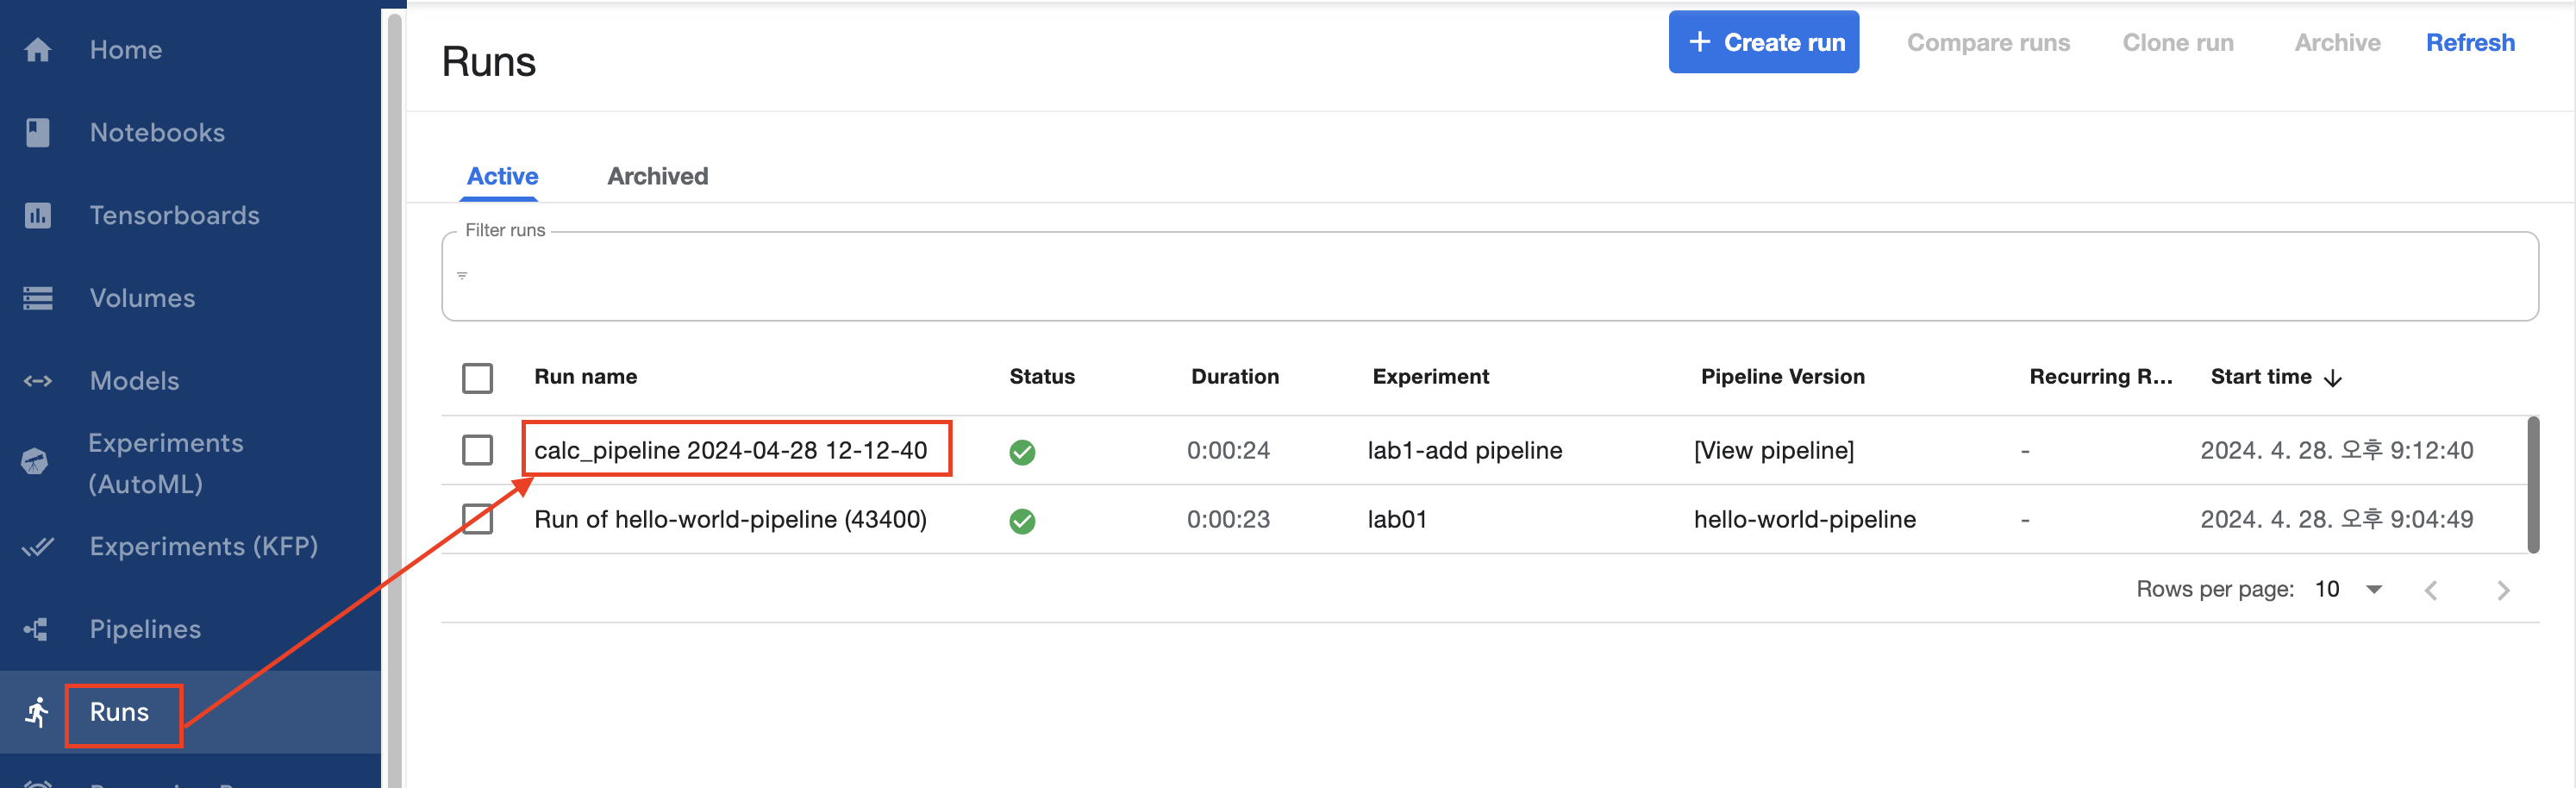 Home
Notebooks
Tensorboards
Volumes
Models
Experiments
(AutoML)
Experiments (KFP)
Pipelines
Runs
Runs
Create run
Compare runs
Clone run
Archive
Refresh
Active
Archived
Filter runs
Run name Status Duration Experiment Pipeline Version Recurring R... Start time
calc_pipeline 2024-04-28 12-12-40 0:00:24 lab1-add pipeline [View pipeline] - 2024. 4. 28. 오후 9:12:40
Run of hello-world-pipeline (43400) 0:00:23 lab01 hello-world-pipeline - 2024. 4. 28. 오후 9:04:49
Rows per page: 10